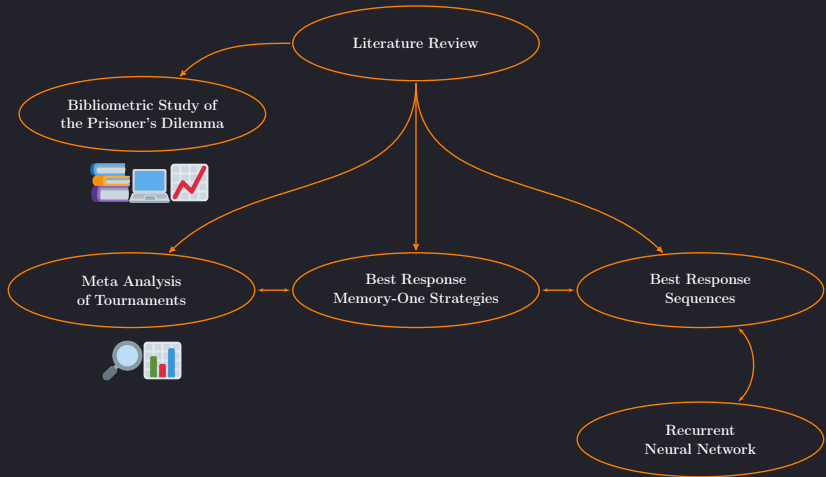 Literature Review
Bibliometric Study of
the Prisoner's Dilemma
Meta Analysis
of Tournaments
Best Response
Memory-One Strategies
Best Response
Sequences
Recurrent
Neural Network